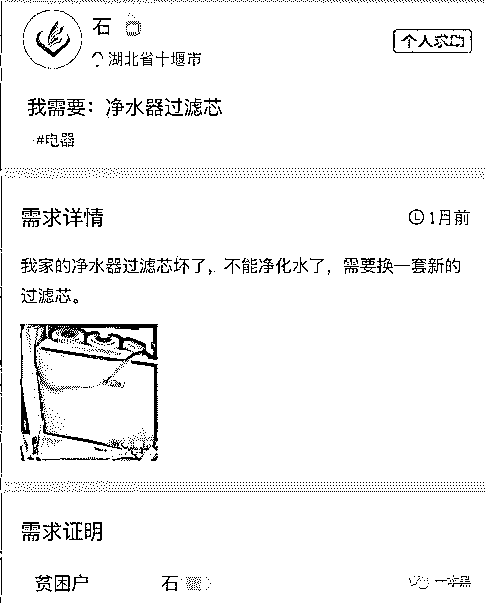 石
湖北省十堰市
个人求助
我需要：净水器过滤芯
#电器
需求详情
1月前
我家的净水器过滤芯坏了，不能净化水了，需要换一套新的
过滤芯。
需求证明
贫困户
石